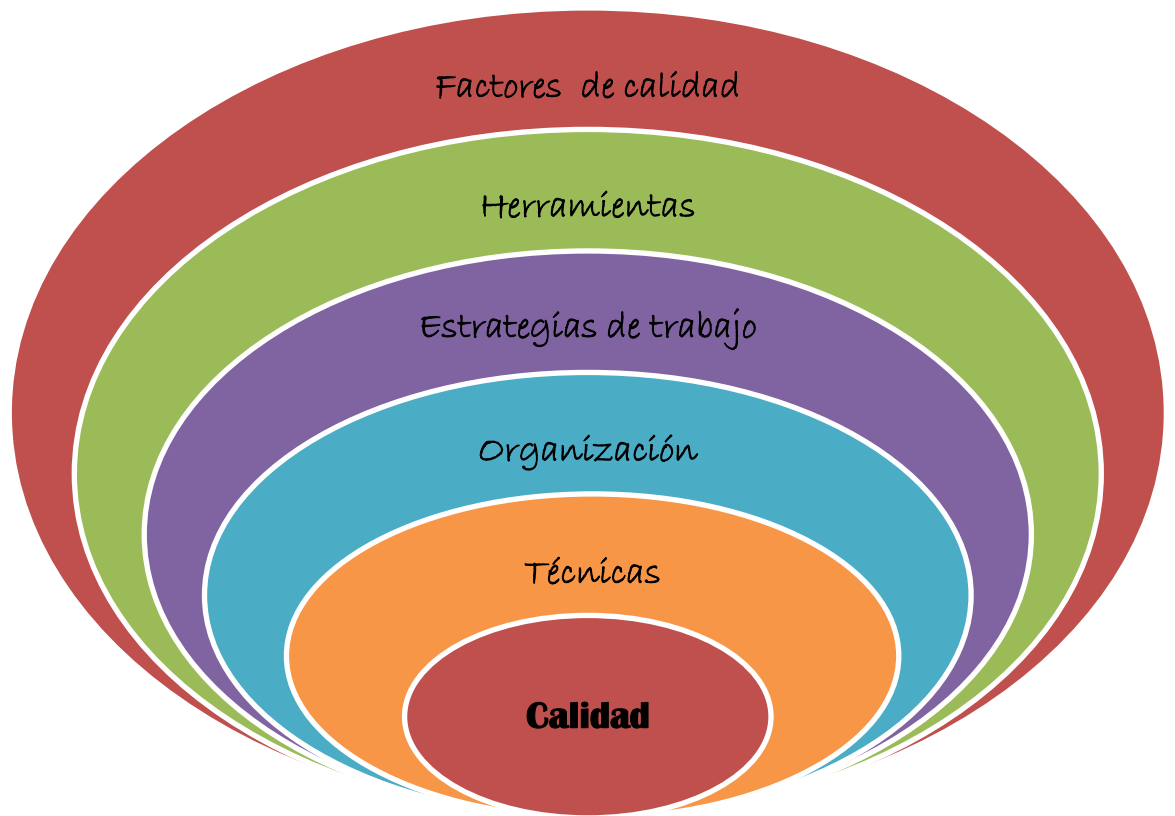 Factores de calidad
Herramientas
Estrategias de trabajo
Organización
Técnicas
Calidad